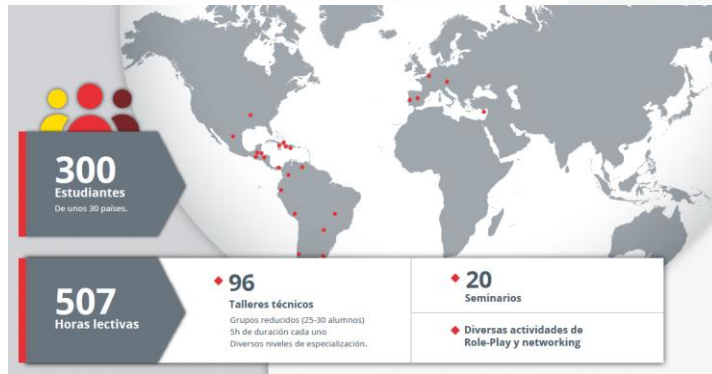 300
Estudiantes
De unos 30 países.
507
Horas lectivas
96
Talleres técnicos
Grupos reducidos (25-30 alumnos)
5h de duración cada uno
Diversos niveles de especialización.
20
Seminarios
Diversas actividades de
Role-Play y networking